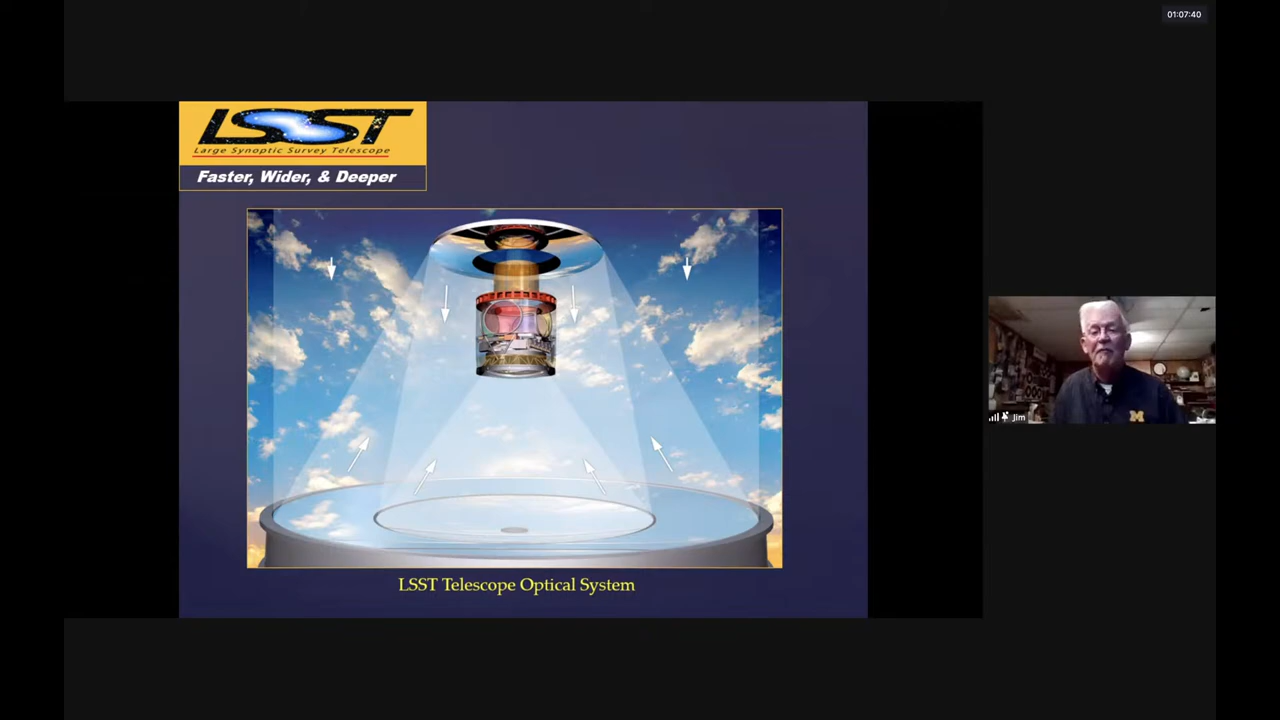 01:07:40
LSST
Large Synoptic Survey Telescope
Faster, Wider, & Deeper
Jim
M
LSST Telescope Optical System